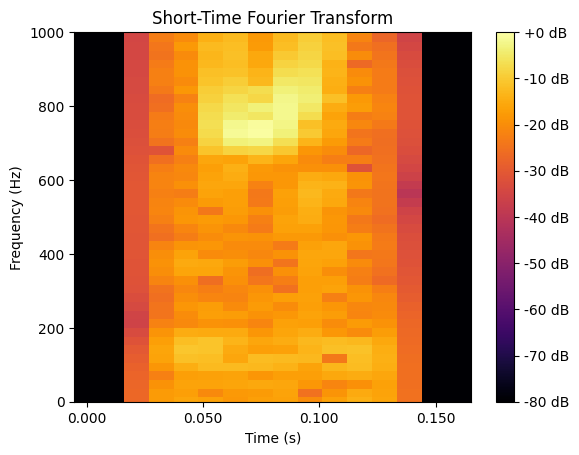 Short-Time Fourier Transform
1000
800
600
400
200
0
Frequency (Hz)
0.000
0.050
0.100
0.150
Time (s)
+0 dB
-10 dB
-20 dB
-30 dB
-40 dB
-50 dB
-60 dB
-70 dB
-80 dB